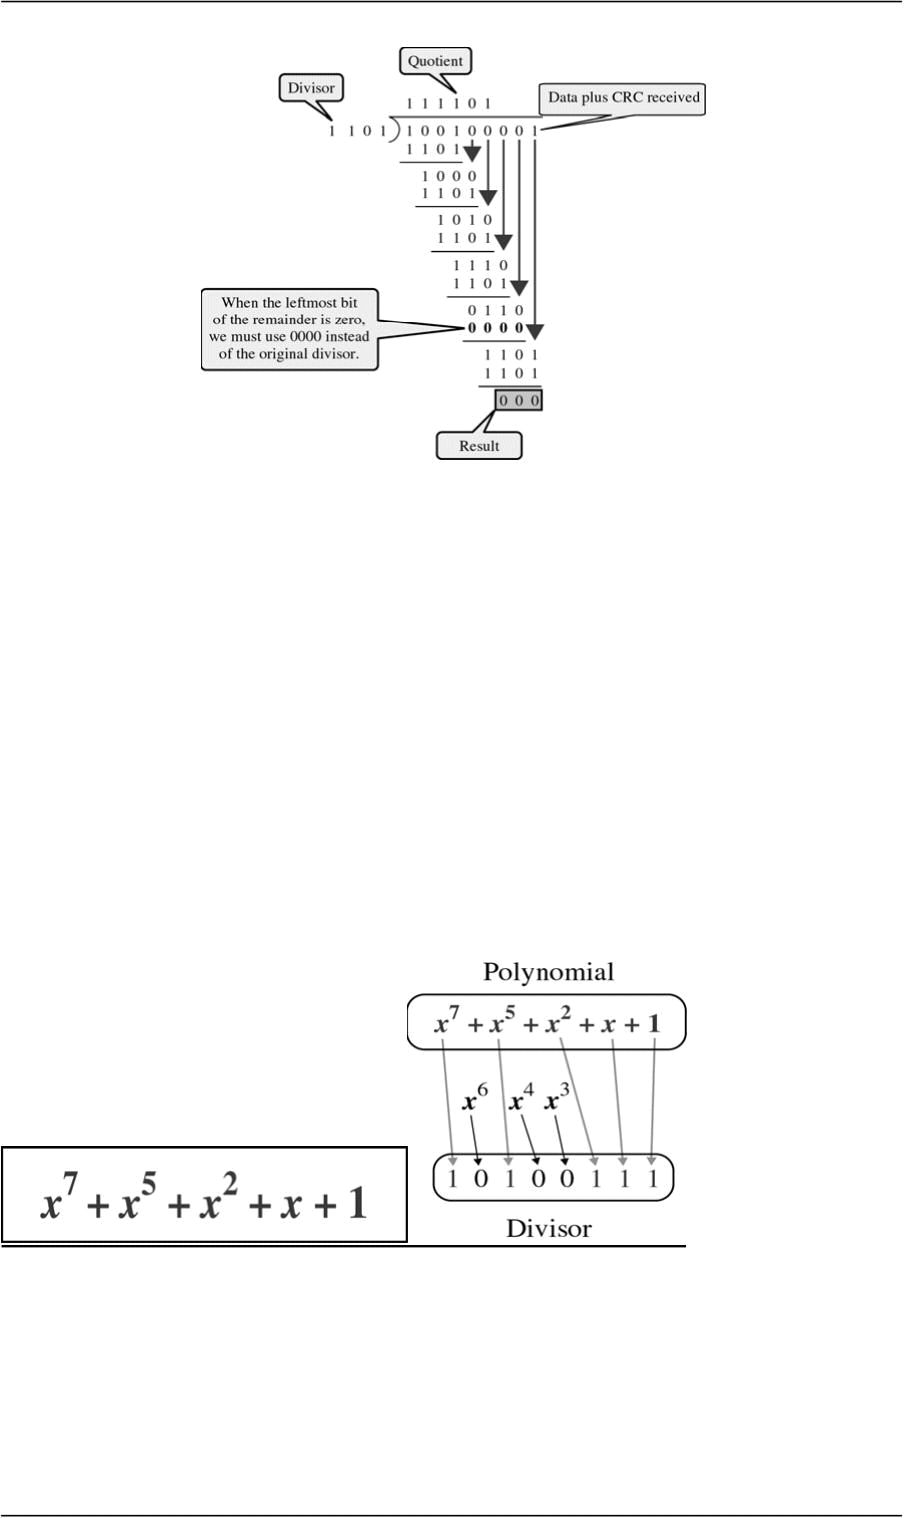 Quotient
Divisor
Data plus CRC received
1 1 1 1 0 1
1 1 0 1 ) 1 0 0 1 0 0 0 0 1
1 1 0 1
1 0 0 0
1 1 0 1
1 0 1 0
1 1 0 1
1 1 1 0
1 1 0 1
When the leftmost bit
of the remainder is zero,
we must use 0000 instead
of the original divisor.
0 1 1 0
0 0 0 0
1 1 0 1
1 1 0 1
0 0 0
Result
Polynomial
x⁷ + x⁵ + x² + x + 1
x⁶ x⁴ x³
1 0 1 0 0 1 1 1
Divisor
x⁷ + x⁵ + x² + x + 1